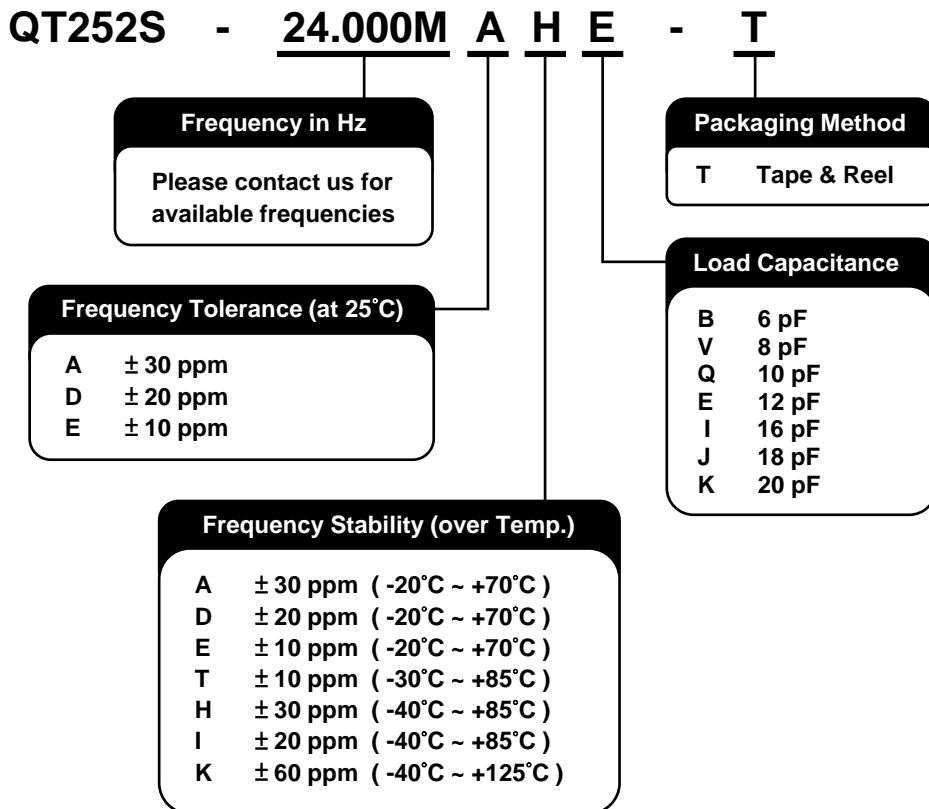 QT252S - 24.000M A H E - T
Frequency in Hz
Please contact us for
available frequencies
Packaging Method
T Tape & Reel
Load Capacitance
B 6 pF
V 8 pF
Q 10 pF
E 12 pF
I 16 pF
J 18 pF
K 20 pF
Frequency Tolerance (at 25°C)
A ± 30 ppm
D ± 20 ppm
E ± 10 ppm
Frequency Stability (over Temp.)
A ± 30 ppm ( -20°C ~ +70°C )
D ± 20 ppm ( -20°C ~ +70°C )
E ± 10 ppm ( -20°C ~ +70°C )
T ± 10 ppm ( -30°C ~ +85°C )
H ± 30 ppm ( -40°C ~ +85°C )
I ± 20 ppm ( -40°C ~ +85°C )
K ± 60 ppm ( -40°C ~ +125°C )